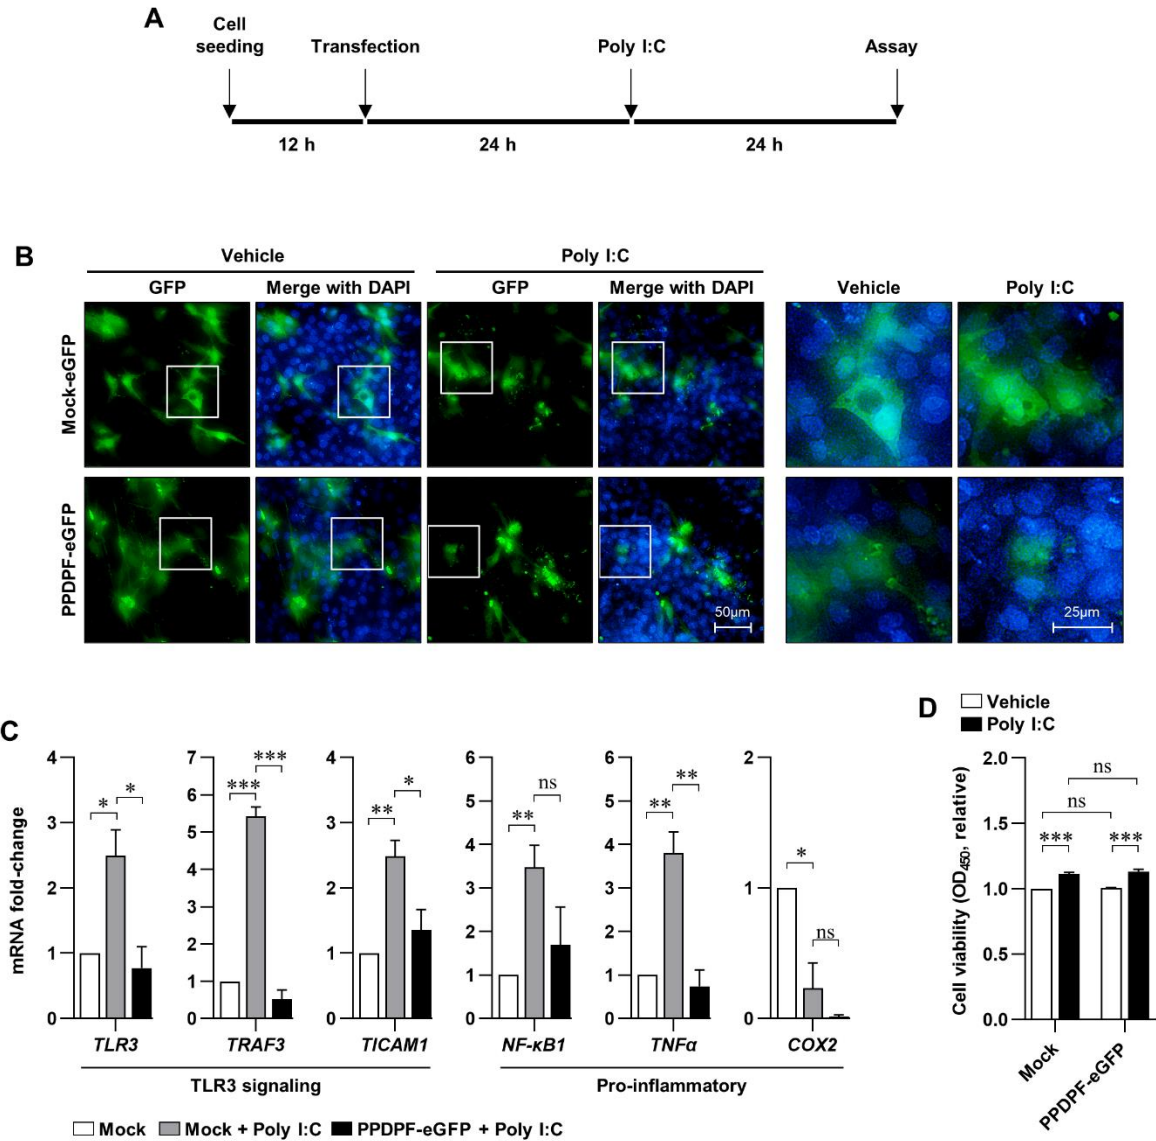 A
Cell
seeding
Transfection
Poly I:C
Assay
12 h
24 h
24 h
B
Vehicle
Poly I:C
GFP
Merge with DAPI
GFP
Merge with DAPI
Vehicle
Poly I:C
Mock-eGFP
PPDPF-eGFP
50μm
25μm
C
mRNA fold-change
4
3
2
1
0
* *
TLR3
7
6
5
4
3
2
1
0
*** ***
TRAF3
3
2
1
0
** *
TICAM1
TLR3 signaling
6
5
4
3
2
1
0
** ns
NF-κB1
6
5
4
3
2
1
0
** **
TNFα
2
1
0
* ns
COX2
Pro-inflammatory
Mock
Mock + Poly I:C
PPDPF-eGFP + Poly I:C
D
Vehicle
Poly I:C
Cell viability (OD450, relative)
2.0
1.5
1.0
0.5
0.0
ns
ns
*** ***
Mock
PPDPF-eGFP